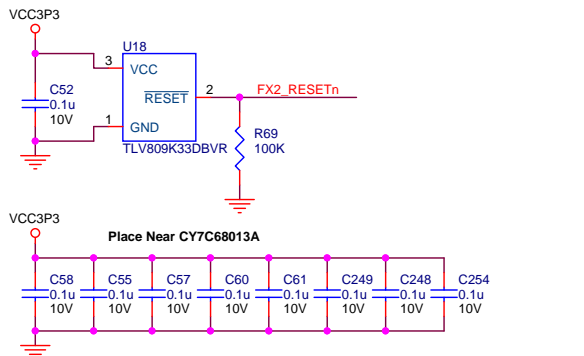 VCC3P3
U18
3
VCC
C52
0.1u
10V
RESET
2
FX2_RESETn
1
GND
R69
100K
TLV809K33DBVR
VCC3P3
Place Near CY7C68013A
C58 C55 C57 C60 C61 C249 C248 C254
0.1u 0.1u 0.1u 0.1u 0.1u 0.1u 0.1u 0.1u
10V 10V 10V 10V 10V 10V 10V 10V